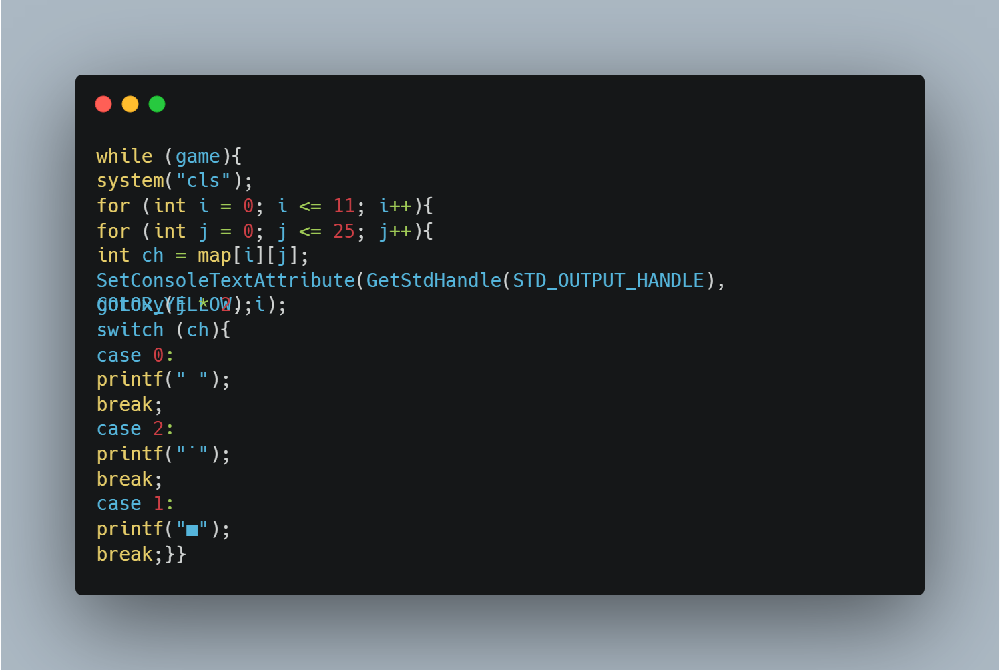 while (game){
system("cls");
for (int i = 0; i <= 11; i++){
for (int j = 0; j <= 25; j++){
int ch = map[i][j];
SetConsoleTextAttribute(GetStdHandle(STD_OUTPUT_HANDLE),
COLOR_YELLOW);
gotoxy(j * 2, i);
switch (ch){
case 0:
printf(" ");
break;
case 2:
printf("˙");
break;
case 1:
printf("■");
break;}}